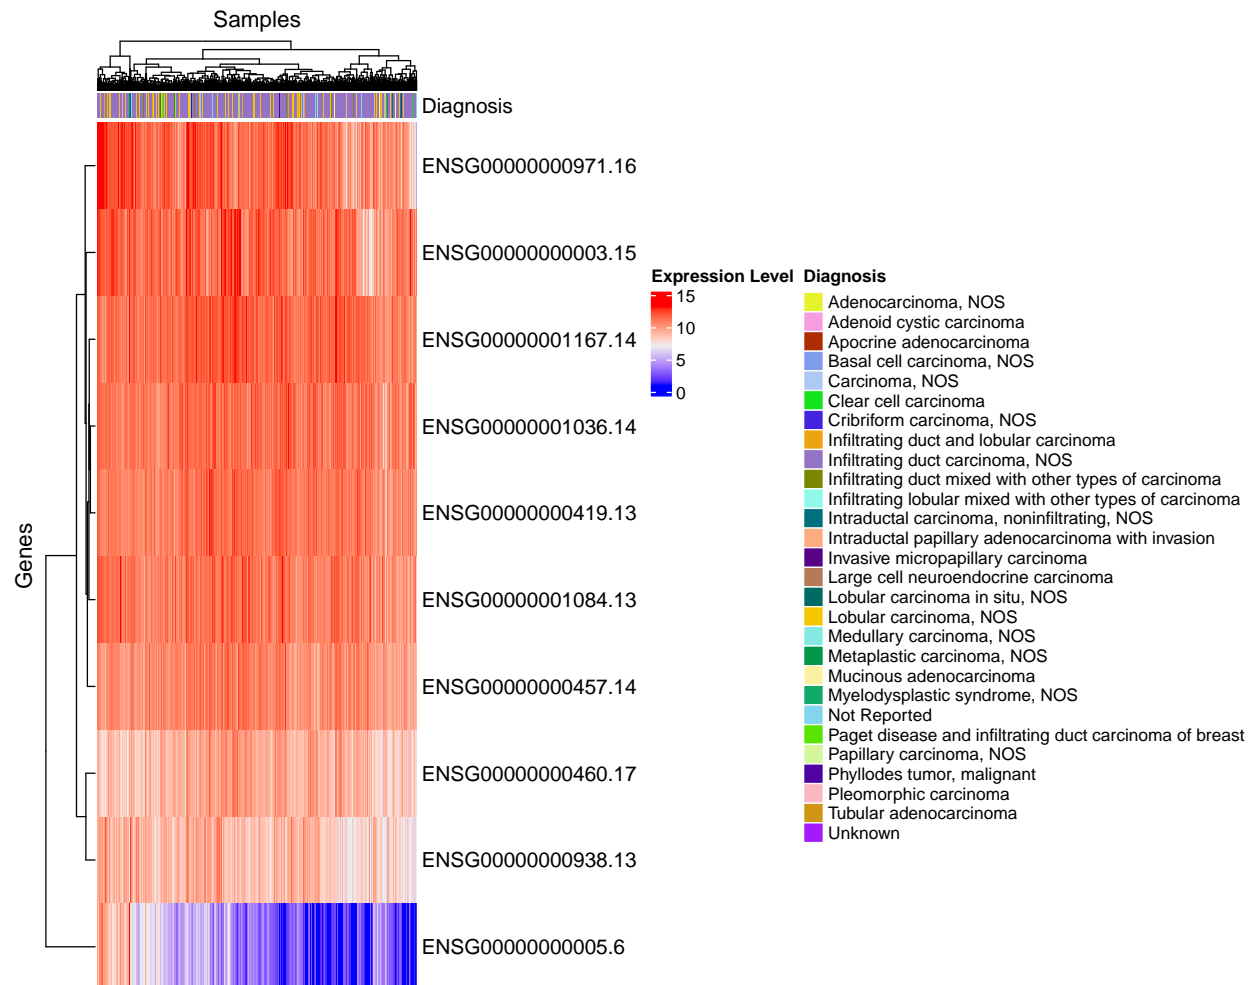 Samples
Diagnosis
ENSG00000000971.16
ENSG00000000003.15
ENSG00000001167.14
ENSG00000001036.14
ENSG00000000419.13
ENSG00000001084.13
ENSG00000000457.14
ENSG00000000460.17
ENSG00000000938.13
ENSG00000000005.6
Genes
Expression Level
15
10
5
0
Diagnosis
Adenocarcinoma, NOS
Adenoid cystic carcinoma
Apocrine adenocarcinoma
Basal cell carcinoma, NOS
Carcinoma, NOS
Clear cell carcinoma
Cribriform carcinoma, NOS
Infiltrating duct and lobular carcinoma
Infiltrating duct carcinoma, NOS
Infiltrating duct mixed with other types of carcinoma
Infiltrating lobular mixed with other types of carcinoma
Intraductal carcinoma, noninfiltrating, NOS
Intraductal papillary adenocarcinoma with invasion
Invasive micropapillary carcinoma
Large cell neuroendocrine carcinoma
Lobular carcinoma in situ, NOS
Lobular carcinoma, NOS
Medullary carcinoma, NOS
Metaplastic carcinoma, NOS
Mucinous adenocarcinoma
Myelodysplastic syndrome, NOS
Not Reported
Paget disease and infiltrating duct carcinoma of breast
Papillary carcinoma, NOS
Phyllodes tumor, malignant
Pleomorphic carcinoma
Tubular adenocarcinoma
Unknown